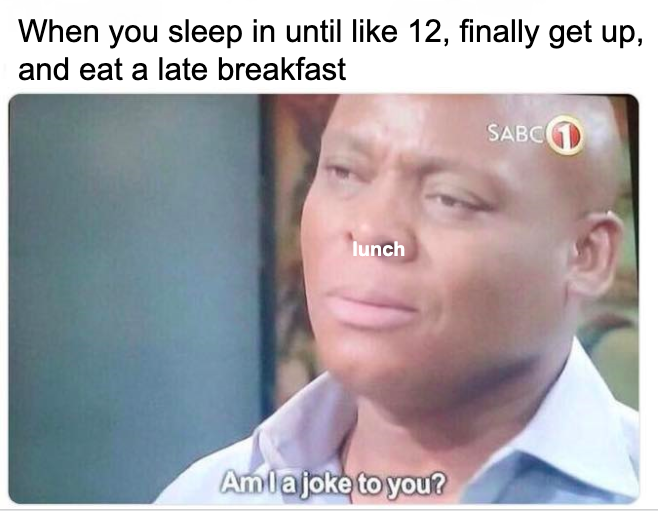 When you sleep in until like 12, finally get up,
and eat a late breakfast
SABC 1
lunch
Am I a joke to you?